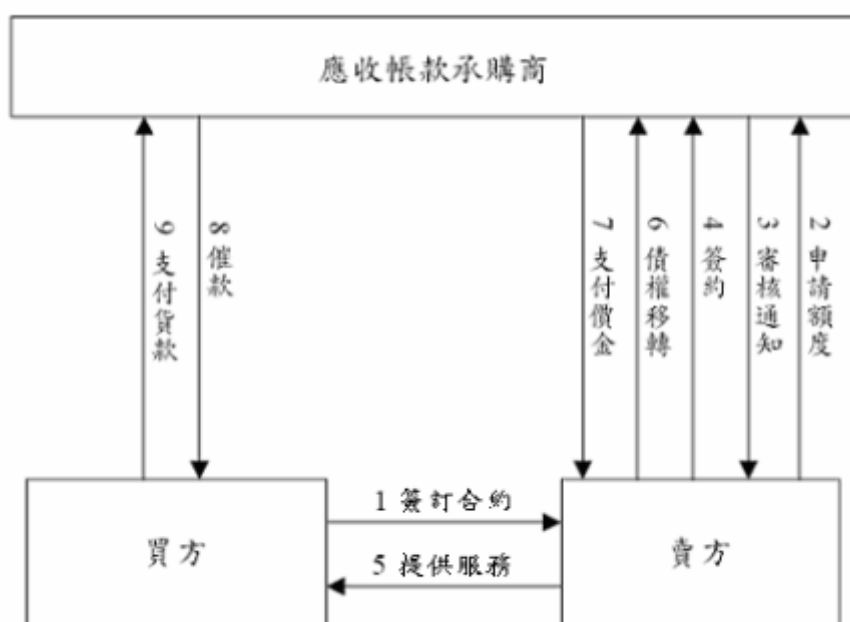 應收帳款承購商
9 支付貨款
8 催款
7 支付價金
6 債權移轉
4 簽約
3 審核通知
2 申請額度
1 簽訂合約
買方
賣方
5 提供服務